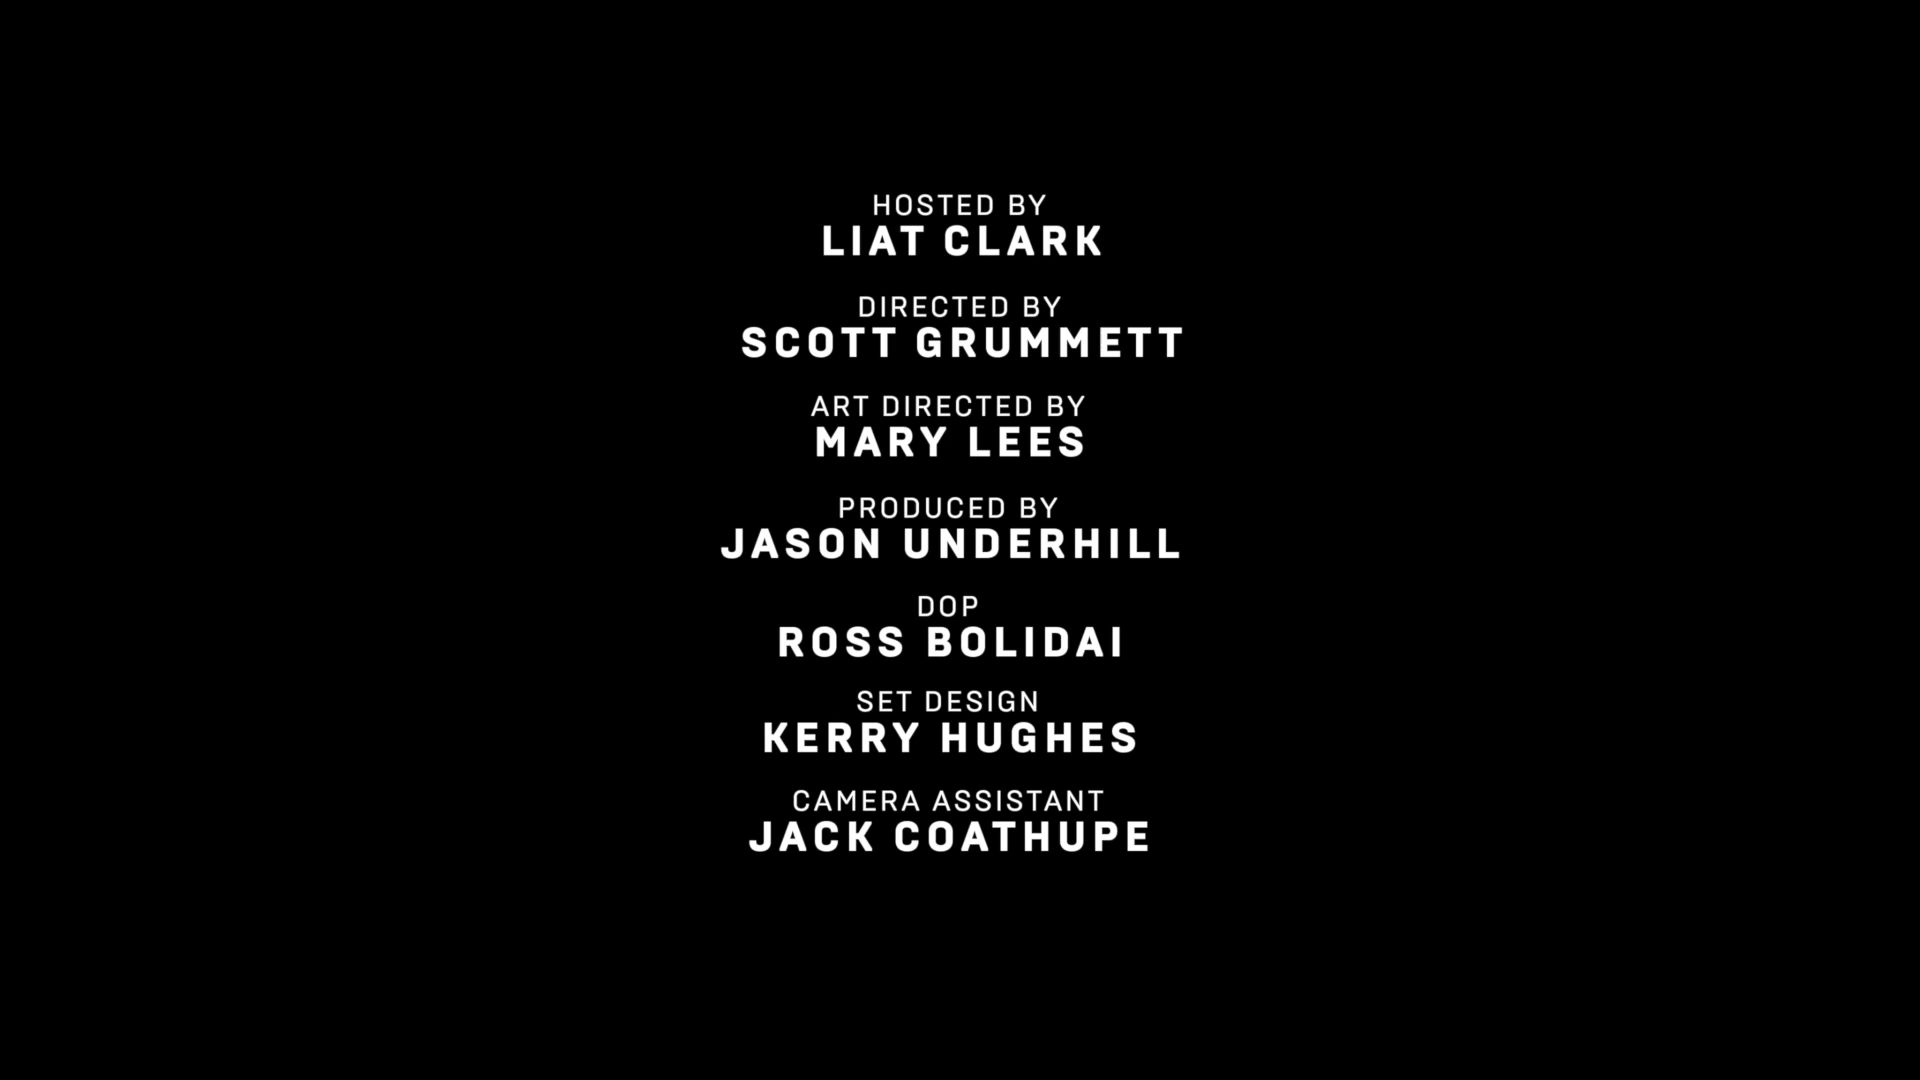 HOSTED BY
LIAT CLARK
DIRECTED BY
SCOTT GRUMMETT
ART DIRECTED BY
MARY LEES
PRODUCED BY
JASON UNDERHILL
DOP
ROSS BOLIDAI
SET DESIGN
KERRY HUGHES
CAMERA ASSISTANT
JACK COATHUPE